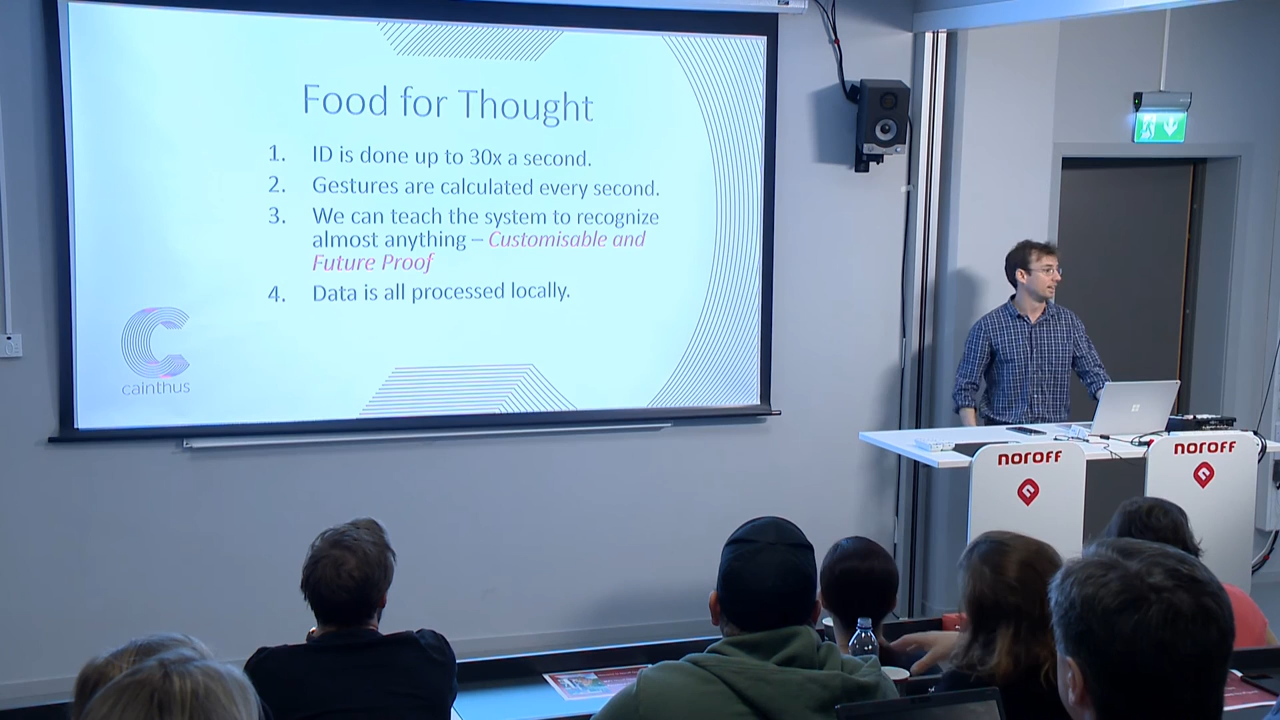 Food for Thought
1. ID is done up to 30x a second.
2. Gestures are calculated every second.
3. We can teach the system to recognize
almost anything – Customisable and
Future Proof
4. Data is all processed locally.
cainthus
noroff
noroff